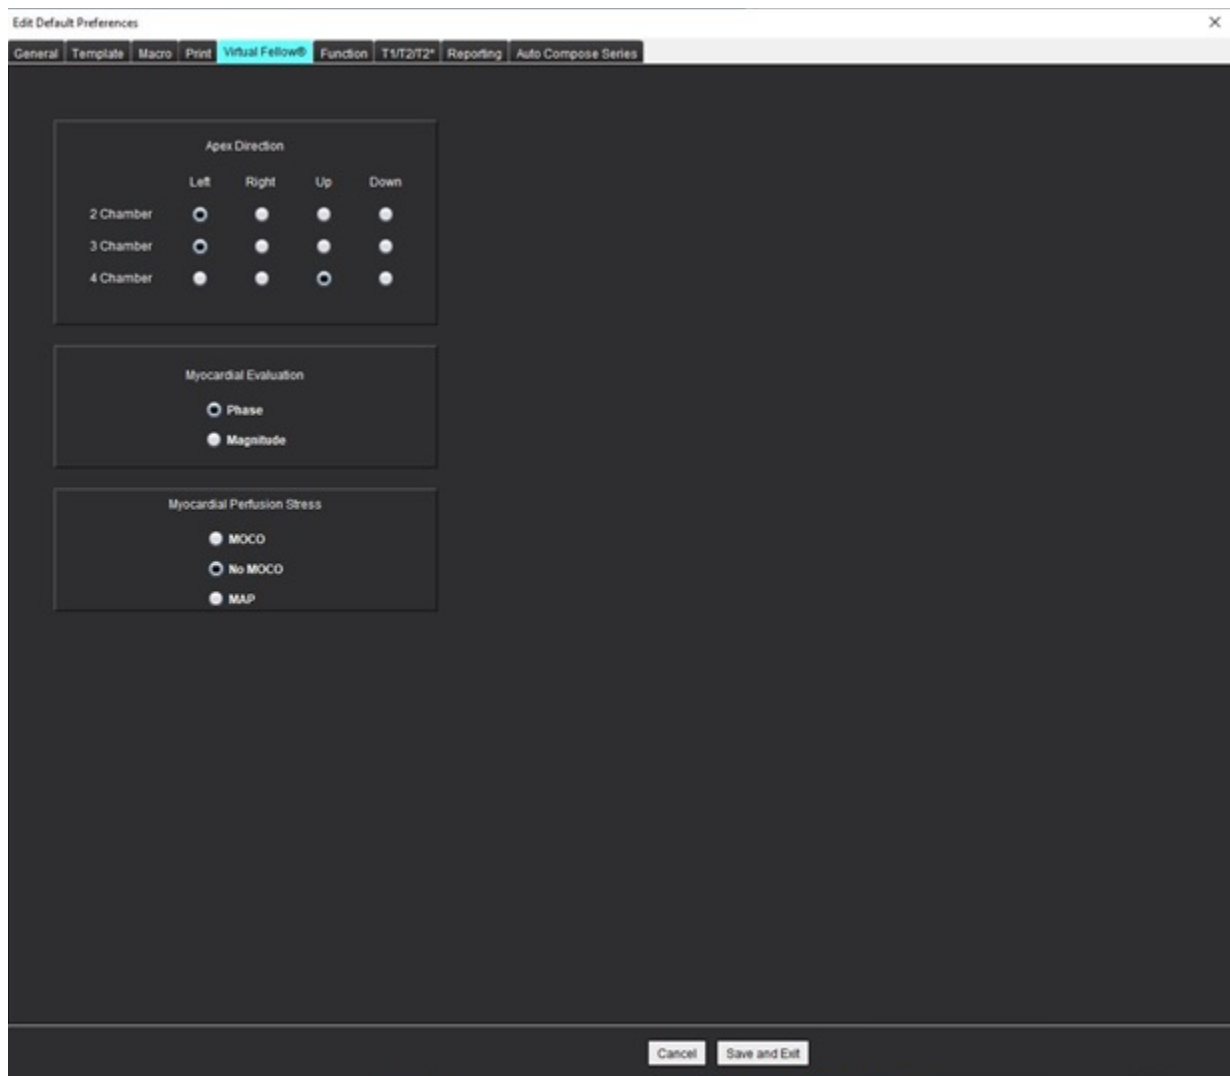 Edit Default Preferences
General Template Macro Print Virtual Fellow® Function T1/T2/T2* Reporting Auto Compose Series
Apex Direction
Left Right Up Down
2 Chamber
3 Chamber
4 Chamber
Myocardial Evaluation
Phase
Magnitude
Myocardial Perfusion Stress
MOCO
No MOCO
MAP
Cancel Save and Exit